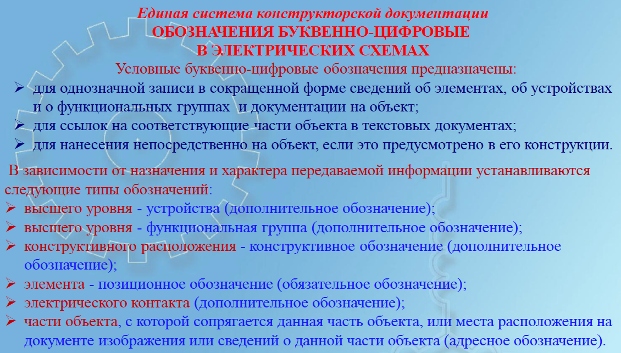 Единая система конструкторской документации
ОБОЗНАЧЕНИЯ БУКВЕННО-ЦИФРОВЫЕ
В ЭЛЕКТРИЧЕСКИХ СХЕМАХ
Условные буквенно-цифровые обозначения предназначены:
➢ для однозначной записи в сокращенной форме сведений об элементах, об устройствах
и о функциональных группах и документации на объект;
➢ для ссылок на соответствующие части объекта в текстовых документах;
➢ для нанесения непосредственно на объект, если это предусмотрено в его конструкции.
В зависимости от назначения и характера передаваемой информации устанавливаются
следующие типы обозначений:
➢ высшего уровня - устройства (дополнительное обозначение);
➢ высшего уровня - функциональная группа (дополнительное обозначение);
➢ конструктивного расположения - конструктивное обозначение (дополнительное
обозначение);
➢ элемента - позиционное обозначение (обязательное обозначение);
➢ электрического контакта (дополнительное обозначение);
➢ части объекта, с которой сопрягается данная часть объекта, или места расположения на
документе изображения или сведений о данной части объекта (адресное обозначение).